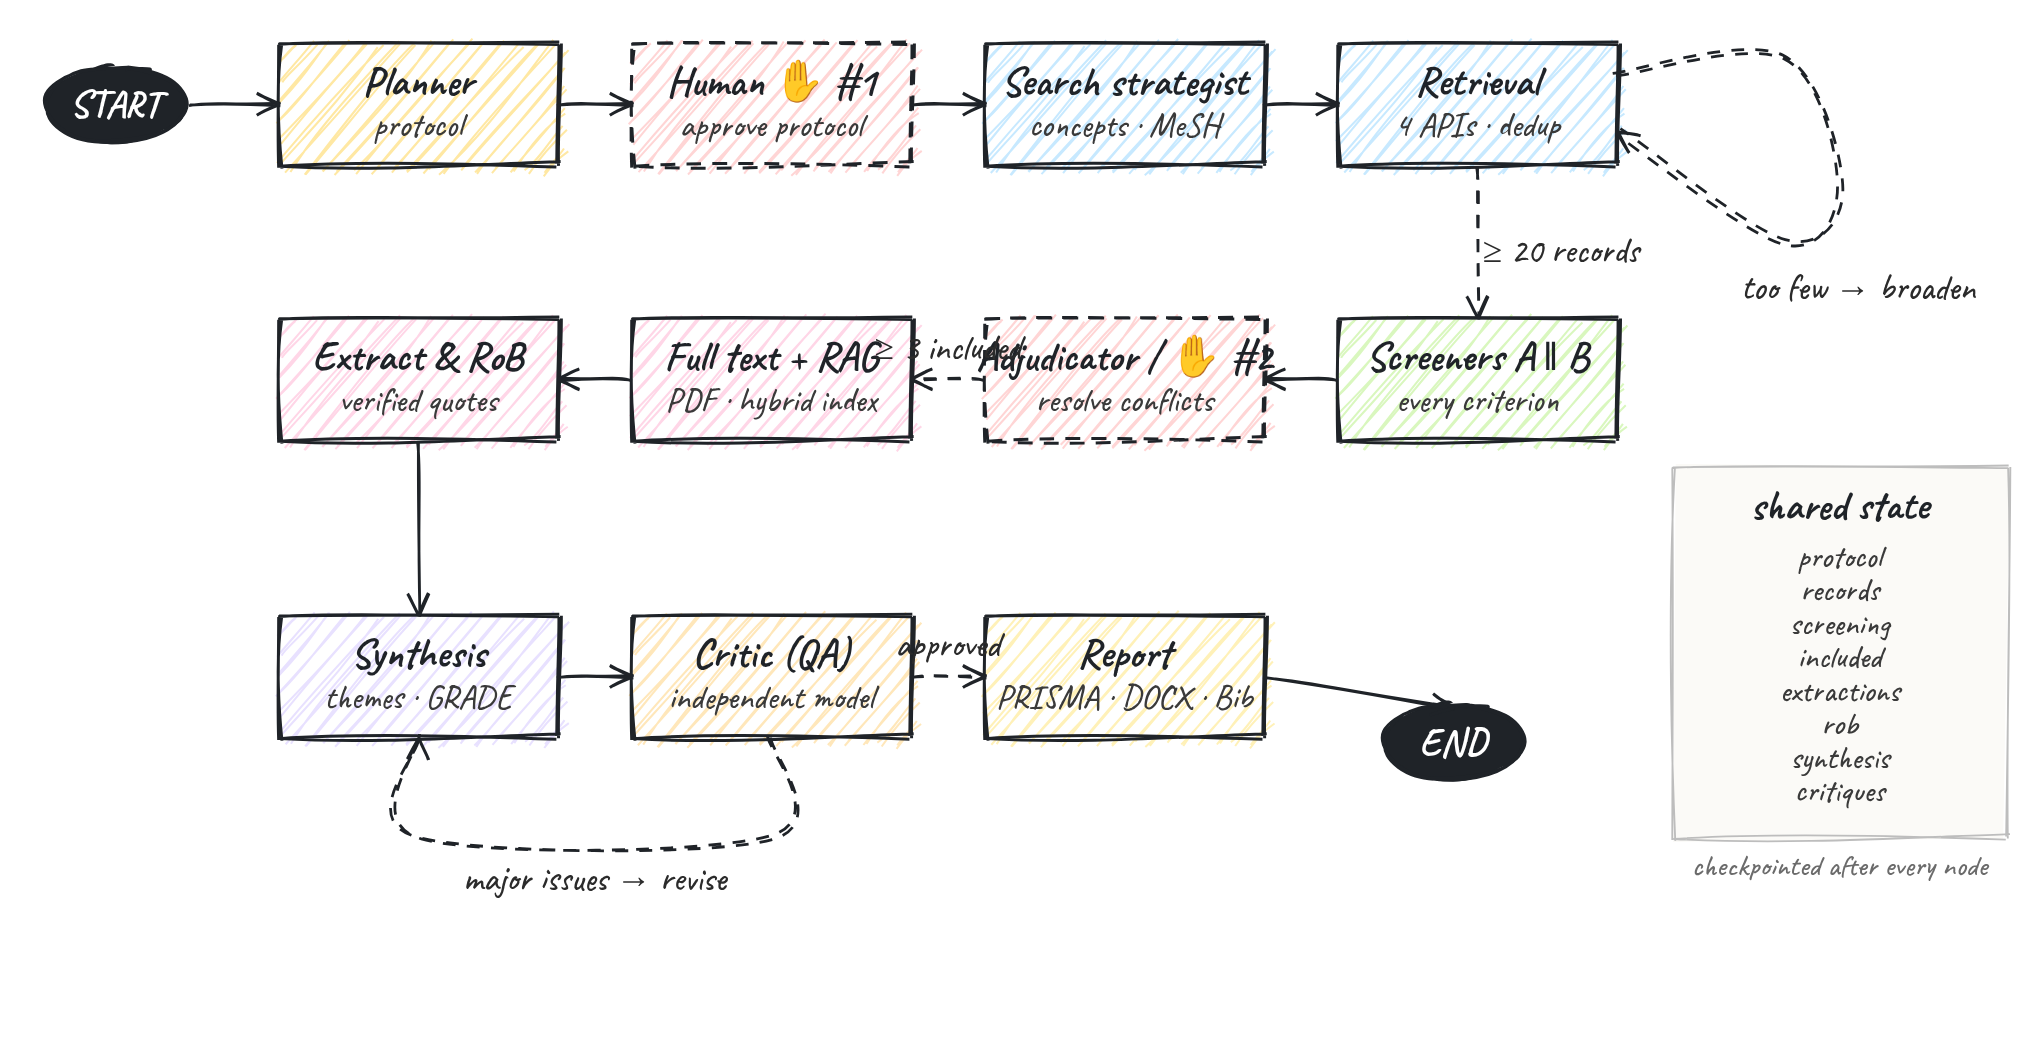 START
Planner
protocol
Human ✋ #1
approve protocol
Search strategist
concepts · MeSH
Retrieval
4 APIs · dedup
≥ 20 records
too few → broaden
Extract & RoB
verified quotes
Full text + RAG
PDF · hybrid index
≥ 3 included
Adjudicator / ✋ #2
resolve conflicts
Screeners A ∥ B
every criterion
shared state
protocol
records
screening
included
extractions
rob
synthesis
critiques
checkpointed after every node
Synthesis
themes · GRADE
Critic (QA)
independent model
approved
Report
PRISMA · DOCX · Bib
END
major issues → revise